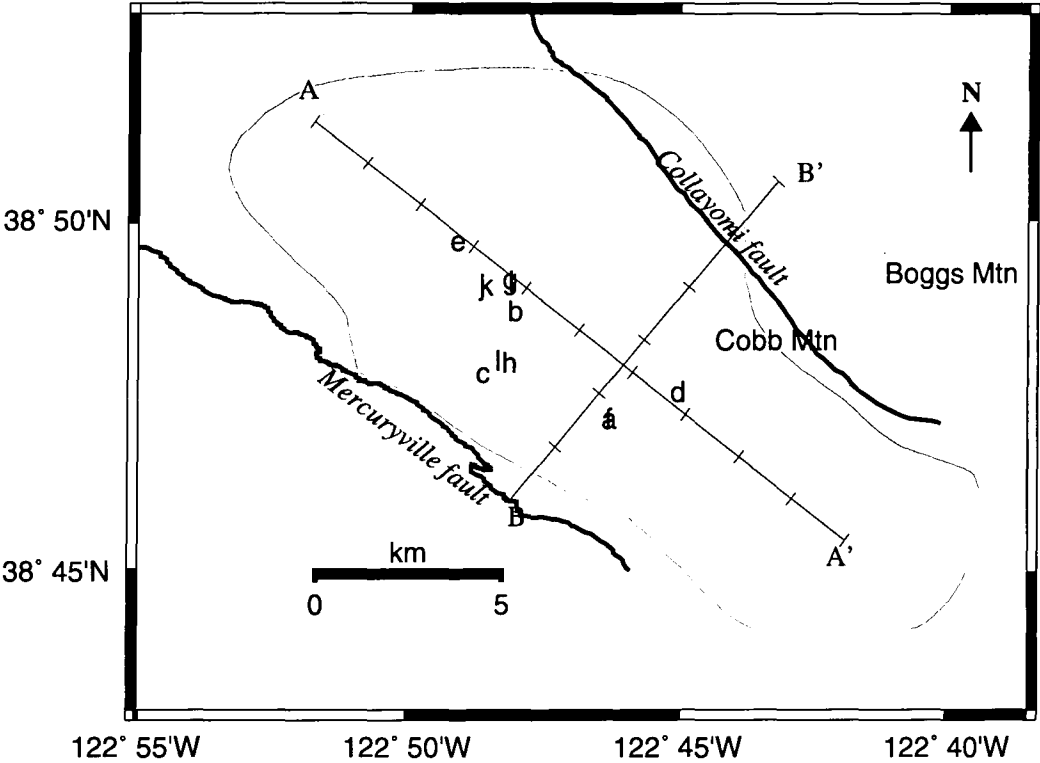 A
N
B'
Collayomi fault
38° 50'N
e
Boggs Mtn
k
g
b
Cobb Mtn
lh
c
d
a
Mercuryville fault
B
A'
km
38° 45'N
0
5
122° 55'W
122° 50'W
122° 45'W
122° 40'W